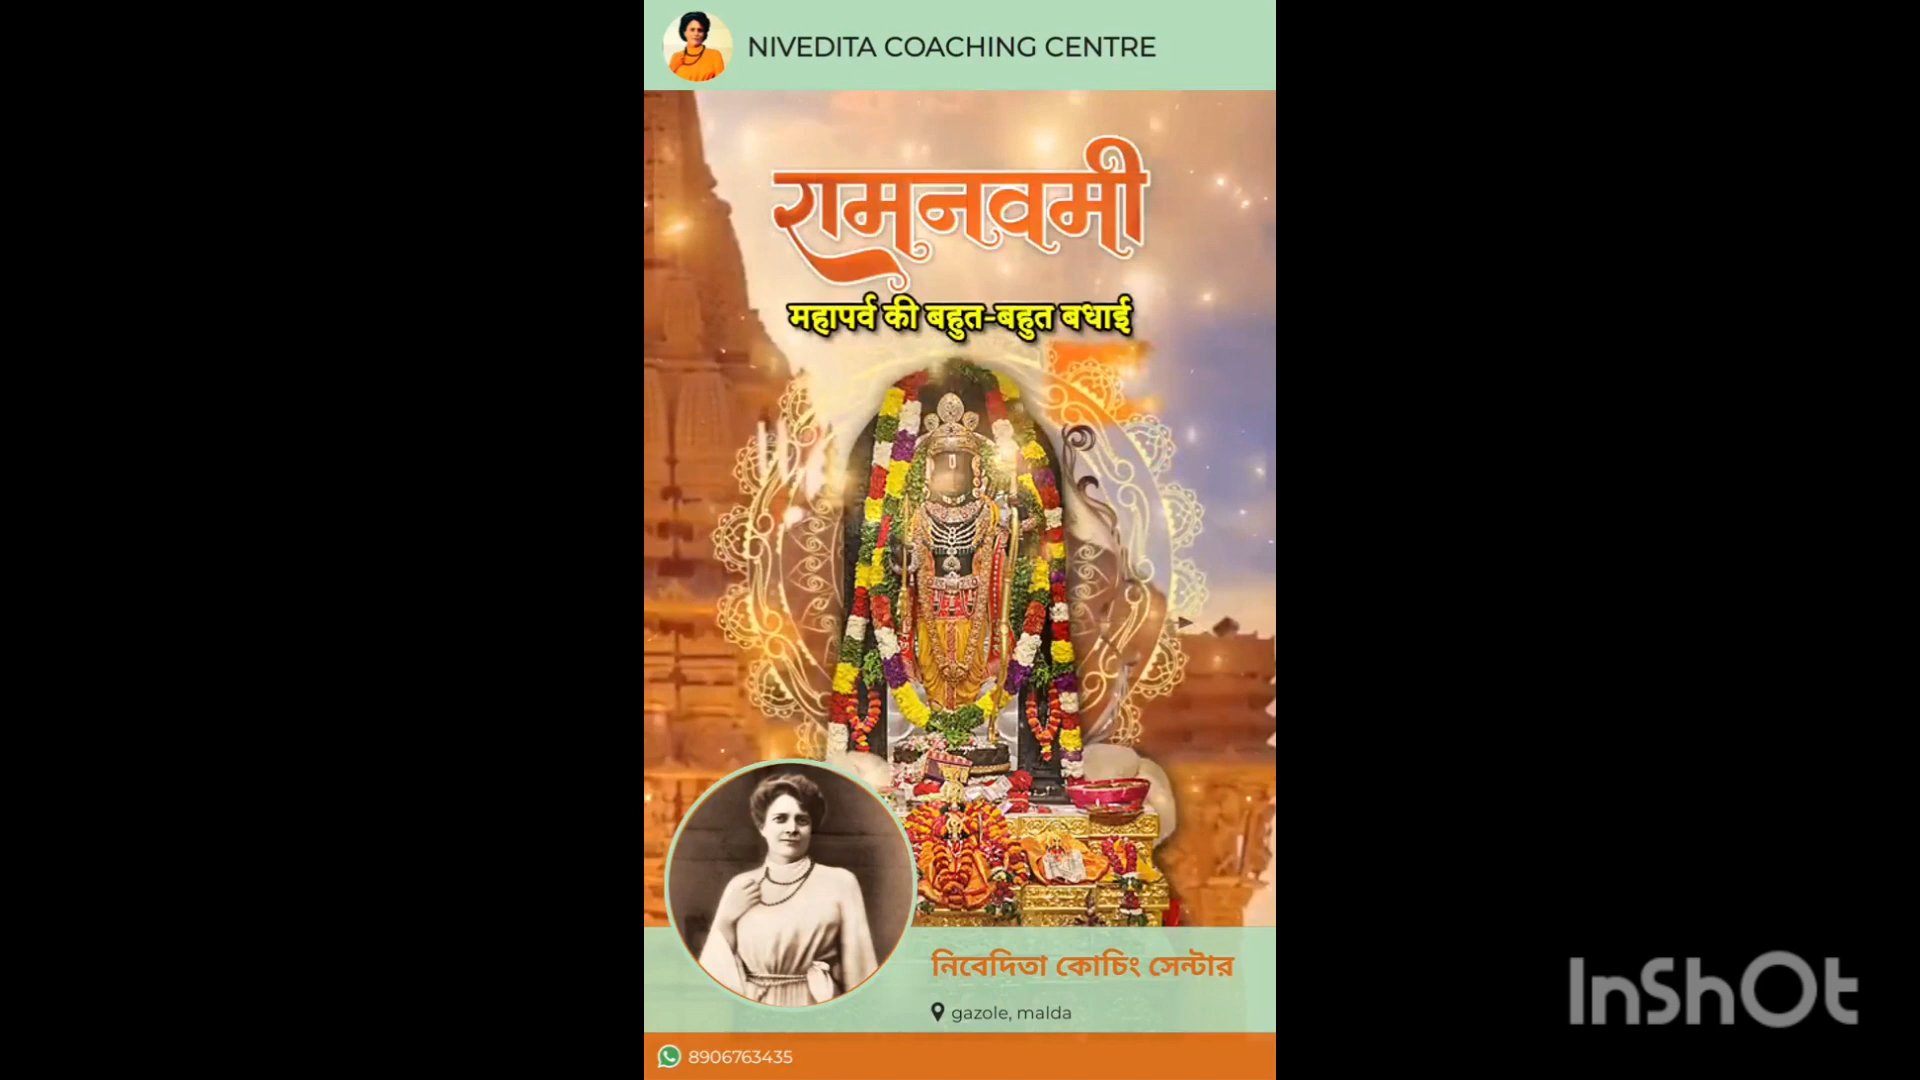 NIVEDITA COACHING CENTRE
रामनवमी
महापर्व की बहुत-बहुत बधाई
নিবেদিতা কোচিং সেন্টার
gazole, malda
8906763435
InShOt